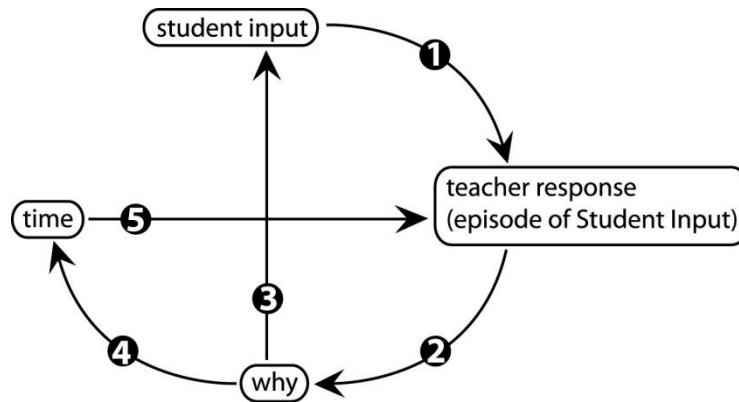 student input
1
teacher response
(episode of Student Input)
time
5
3
4
2
why